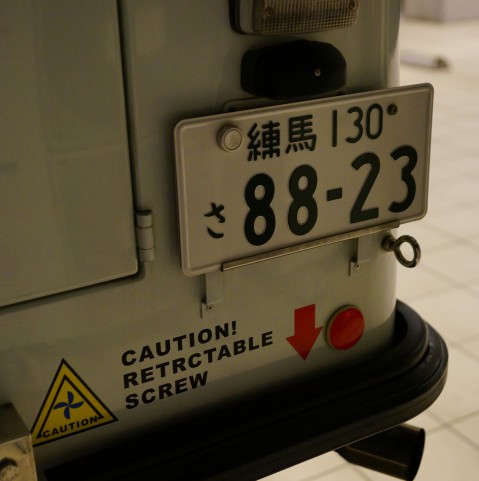 練馬 130
さ 88-23
CAUTION!
RETRCTABLE
SCREW
CAUTION